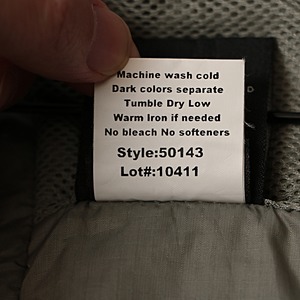 Machine wash cold
Dark colors separate
Tumble Dry Low
Warm Iron if needed
No bleach No softeners
Style:50143
Lot#:10411